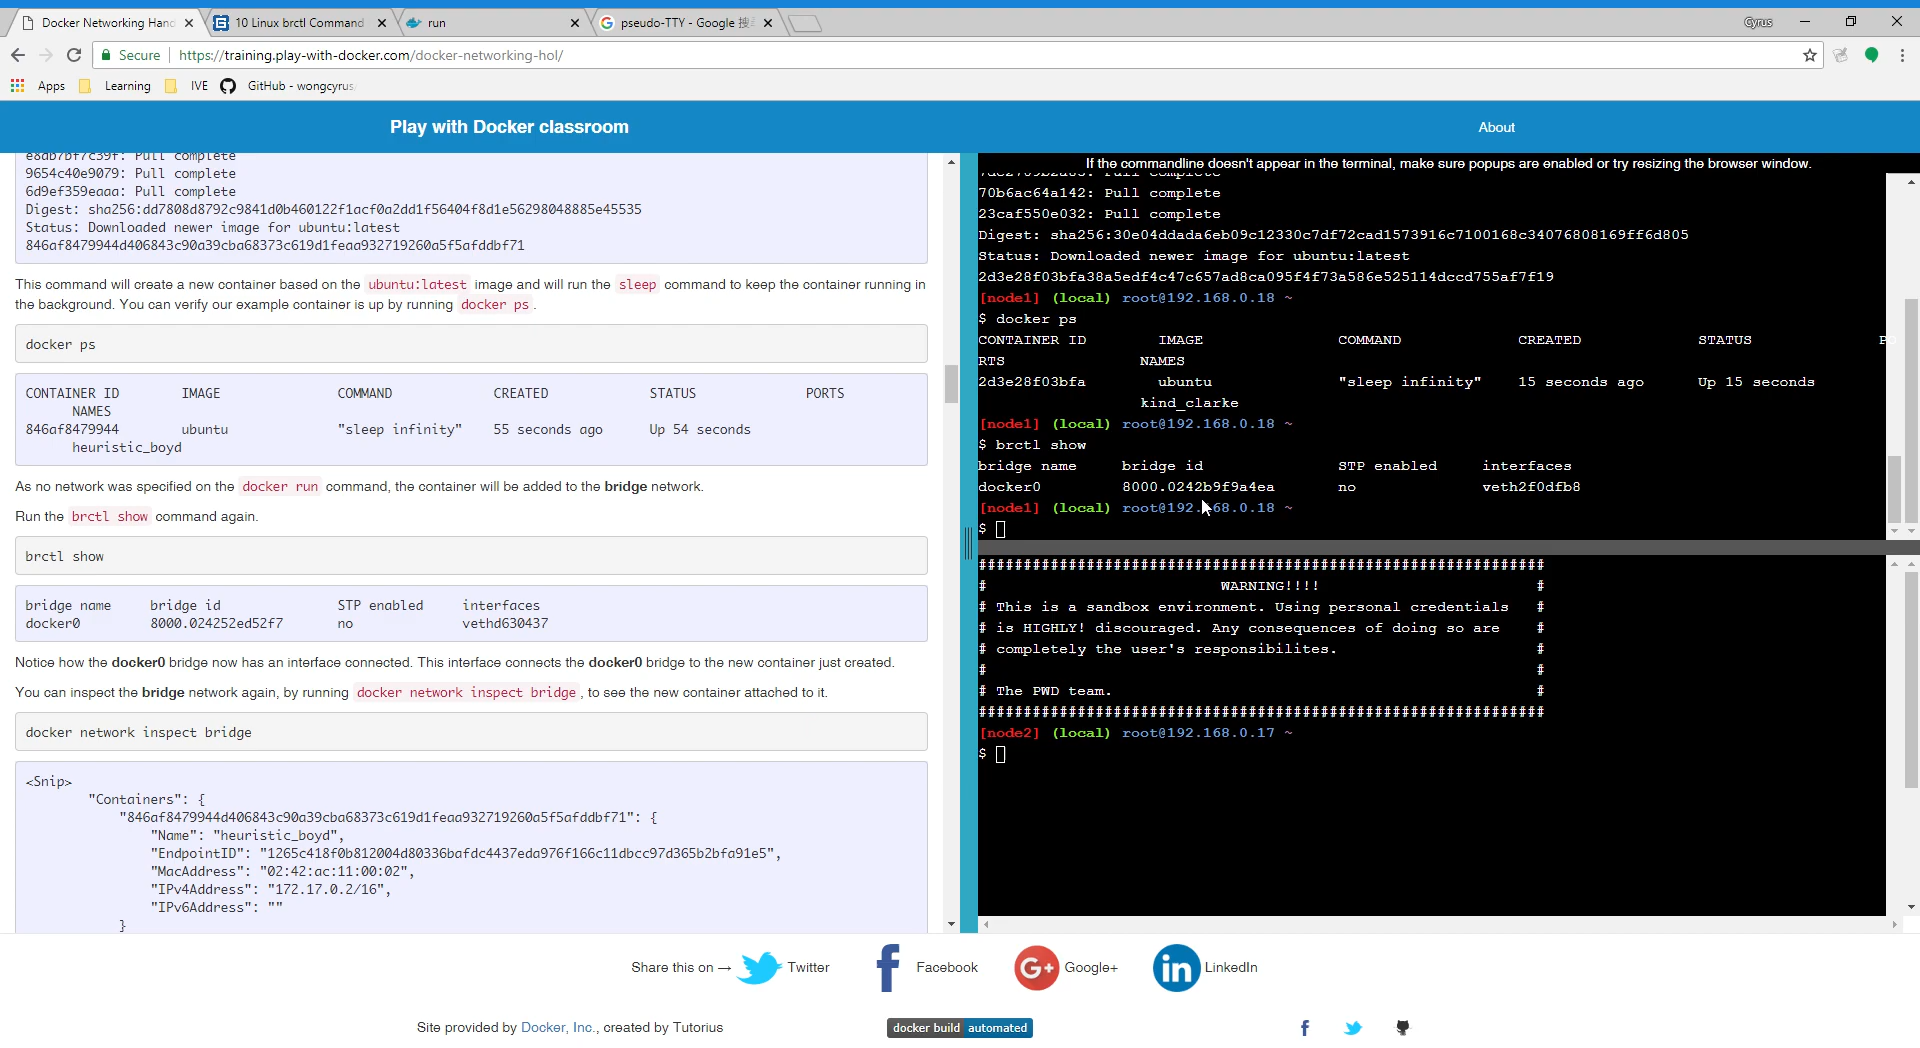 Docker Networking Hand
10 Linux brctl Command
run
pseudo-TTY - Google 搜
Cyrus
Secure
https://training.play-with-docker.com/docker-networking-hol/
Apps
Learning
IVE
GitHub - wongcyrus
Play with Docker classroom
About
e8db7bf7c39f: Pull complete
9654c40e9079: Pull complete
6d9ef359eaaa: Pull complete
Digest: sha256:dd7808d8792c9841d0b460122f1acf0a2dd1f56404f8d1e56298048885e45535
Status: Downloaded newer image for ubuntu:latest
846af8479944d406843c90a39cba68373c619d1feaa932719260a5f5afddbf71
This command will create a new container based on the ubuntu:latest image and will run the sleep command to keep the container running in
the background. You can verify our example container is up by running docker ps .
docker ps
CONTAINER ID IMAGE COMMAND CREATED STATUS PORTS
NAMES
846af8479944 ubuntu "sleep infinity" 55 seconds ago Up 54 seconds
heuristic_boyd
As no network was specified on the docker run command, the container will be added to the bridge network.
Run the brctl show command again.
brctl show
bridge name bridge id STP enabled interfaces
docker0 8000.024252ed52f7 no vethd630437
Notice how the docker0 bridge now has an interface connected. This interface connects the docker0 bridge to the new container just created.
You can inspect the bridge network again, by running docker network inspect bridge , to see the new container attached to it.
docker network inspect bridge
<Snip>
"Containers": {
"846af8479944d406843c90a39cba68373c619d1feaa932719260a5f5afddbf71": {
"Name": "heuristic_boyd",
"EndpointID": "1265c418f0b812004d80336bafdc4437eda976f166c11dbcc97d365b2bfa91e5",
"MacAddress": "02:42:ac:11:00:02",
"IPv4Address": "172.17.0.2/16",
"IPv6Address": ""
}
If the commandline doesn't appear in the terminal, make sure popups are enabled or try resizing the browser window.
7de2709b2a03: Pull complete
70b6ac64a142: Pull complete
23caf550e032: Pull complete
Digest: sha256:30e04ddada6eb09c12330c7df72cad1573916c7100168c34076808169ff6d805
Status: Downloaded newer image for ubuntu:latest
2d3e28f03bfa38a5edf4c47c657ad8ca095f4f73a586e525114dccd755af7f19
[node1] (local) root@192.168.0.18 ~
$ docker ps
CONTAINER ID IMAGE COMMAND CREATED STATUS PO
RTS NAMES
2d3e28f03bfa ubuntu "sleep infinity" 15 seconds ago Up 15 seconds
kind_clarke
[node1] (local) root@192.168.0.18 ~
$ brctl show
bridge name bridge id STP enabled interfaces
docker0 8000.0242b9f9a4ea no veth2f0dfb8
[node1] (local) root@192.168.0.18 ~
$
###############################################################
# WARNING!!!! #
# This is a sandbox environment. Using personal credentials #
# is HIGHLY! discouraged. Any consequences of doing so are #
# completely the user's responsibilites. #
# #
# The PWD team. #
###############################################################
[node2] (local) root@192.168.0.17 ~
$
Share this on → Twitter Facebook Google+ LinkedIn
Site provided by Docker, Inc., created by Tutorius
docker build automated